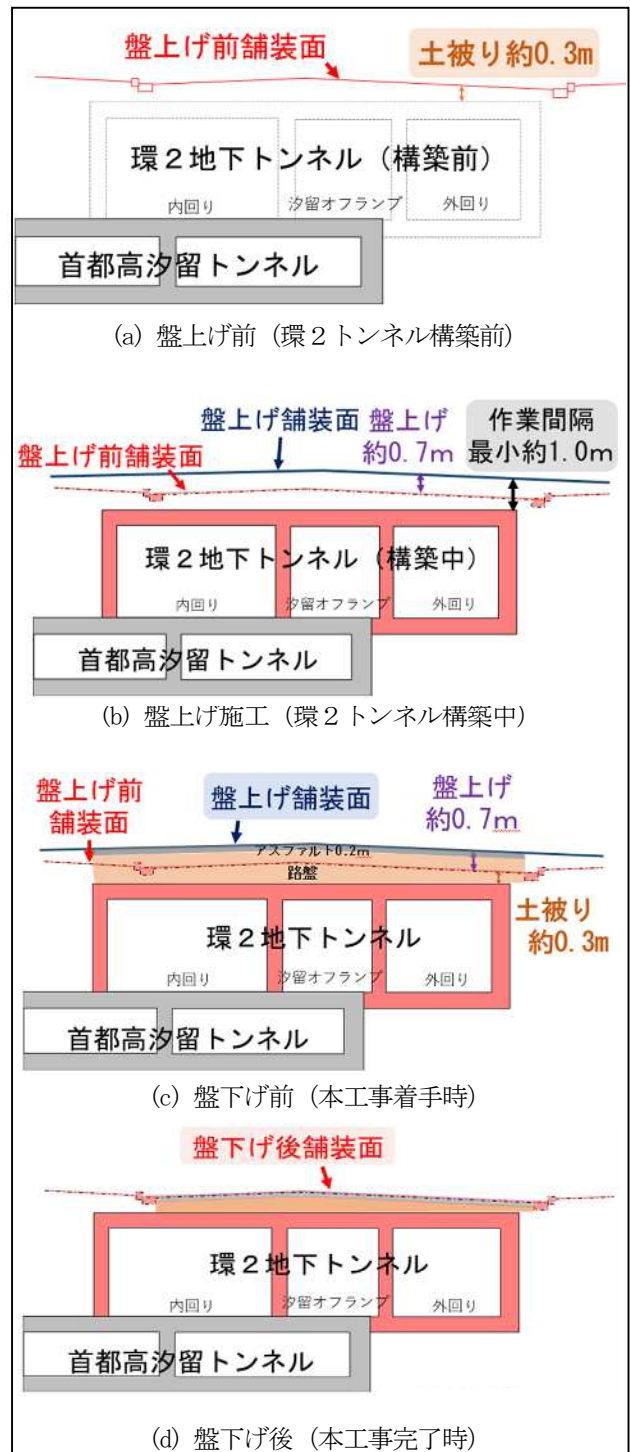 盤上げ前舗装面
土被り約0.3m
環２地下トンネル（構築前）
内回り
汐留オフランプ
外回り
首都高汐留トンネル
(a) 盤上げ前（環２トンネル構築前）
盤上げ舗装面
盤上げ
約0.7m
作業間隔
最小約1.0m
盤上げ前舗装面
環２地下トンネル（構築中）
内回り
汐留オフランプ
外回り
首都高汐留トンネル
(b) 盤上げ施工（環２トンネル構築中）
盤上げ前
舗装面
盤上げ舗装面
盤上げ
約0.7m
アスファルト0.2m
路盤
土被り
約0.3m
環２地下トンネル
内回り
汐留オフランプ
外回り
首都高汐留トンネル
(c) 盤下げ前（本工事着手時）
盤下げ後舗装面
環２地下トンネル
内回り
汐留オフランプ
外回り
首都高汐留トンネル
(d) 盤下げ後（本工事完了時）